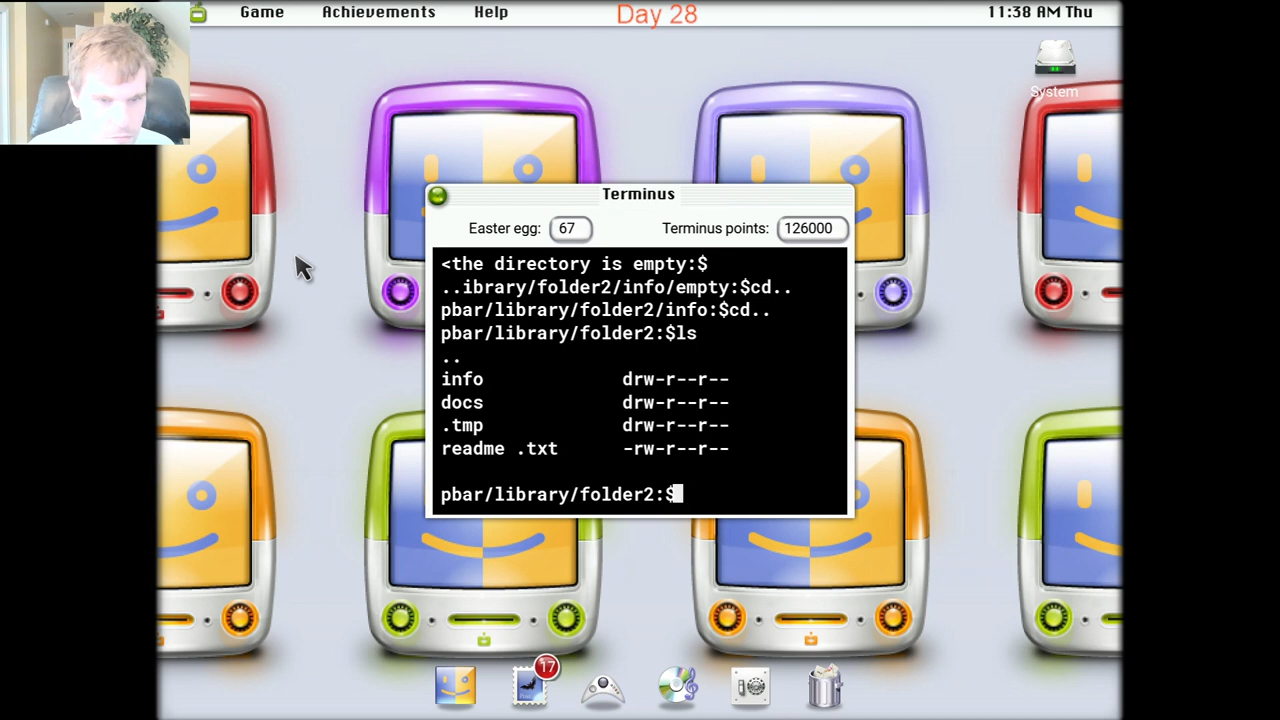 Game Achievements Help Day 28 11:38 AM Thu
System
Terminus
Easter egg: 67 Terminus points: 126000
<the directory is empty:$
..ibrary/folder2/info/empty:$cd..
pbar/library/folder2/info:$cd..
pbar/library/folder2:$ls
..
info drw-r--r--
docs drw-r--r--
.tmp drw-r--r--
readme .txt -rw-r--r--
pbar/library/folder2:$
17